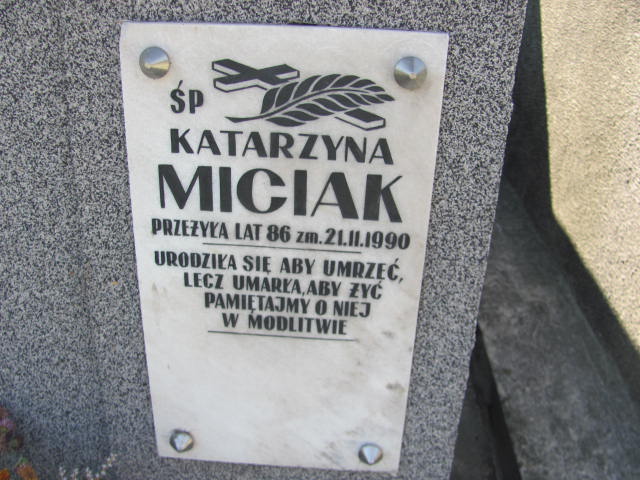 ŚP
KATARZYNA
MICIAK
PRZEŻYŁA LAT 86 zm. 21.11.1990
URODZIŁA SIĘ ABY UMRZEĆ,
LECZ UMARŁA, ABY ŻYĆ
PAMIĘTAJMY O NIEJ
W MODLITWIE